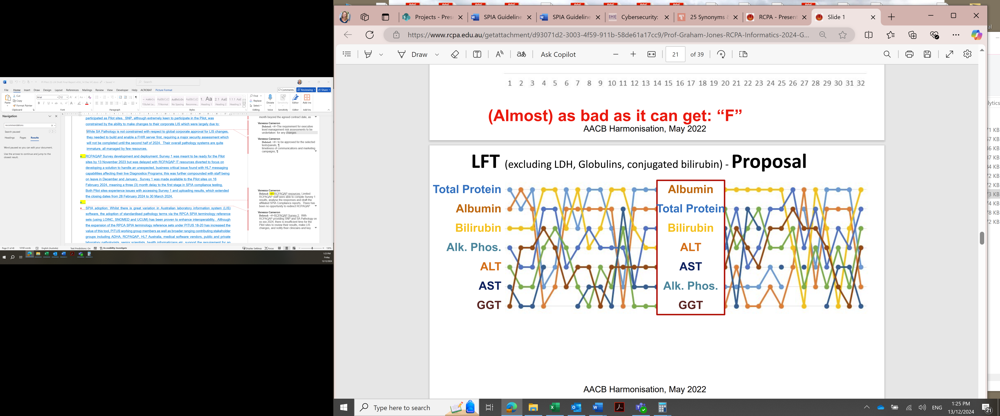 PI Pilot 22-24 Draft Final Report v0.6_14 Dec VC.docx
Saved
Search
File Home Insert Draw Design Layout References Mailings Review View Developer Help ACROBAT Picture Format
Comments Reviewing Share
Paste
Cut
Copy
Format Painter
Clipboard
Arial 12
Font
Paragraph
AaBbCc AaBbCcD AaBbCcDc AaBbCcD 1. Aa 2.1 AaB 1.1.1 AaE
Bullet Le... Normal No Spacing Recomme... Heading 1 Heading 2 Heading 3
Styles
Find
Replace
Select
Editing
Dictate
Voice
Sensitivity
Sensitivity
Editor
Editor
Add-ins
Add-ins
Navigation
recommendations
Search paused
Headings Pages Results
Word paused so you can edit your document.
Use the arrows to continue and jump to the
closest result.
participated as Pilot sites. SNP, although extremely keen to participate in the Pilot, was
constrained by the ability to make changes to their corporate LIS which were largely due to:
While SA Pathology is not constrained with respect to global corporate approval for LIS changes,
they needed to build and enable a FHIR server first, requiring a major security assessment which
will not be completed until the second half of 2024. Their overall pathology systems are quite
immature, all managed by few resources.
RCPAQAP Survey development and deployment: Survey 1 was meant to be ready for the Pilot
sites by 13 November 2023 but was delayed with RCPAQAP IT resources diverted to focus on
developing a solution to handle an unexpected, business critical issue found with HL7 messaging
capabilities affecting their live Diagnostics Programs; this was further compounded with staff being
on leave in December and January. Survey 1 was made available to the Pilot sites on 16
February 2024, meaning a three (3) month delay to the first stage in SPIA compliance testing.
Both Pilot sites experience issues with accessing Survey 1 and uploading results, which extended
the closing dates from 28 February 2024 to 30 March 2024.
SPIA adoption: Whilst there is great variation in Australian laboratory information system (LIS)
software, the adoption of standardised pathology terms via the RPCA SPIA terminology reference
sets (using LOINC, SNOMED and UCUM) has been proven to enhance interoperability. Although
the expansion of the RPCA SPIA terminology reference sets under PITUS 18-20 has increased the
value of this tool, PITUS working group members as well as broader ranging contributing stakeholder
groups including ADHA, RCPAQAP, HL7 Australia, medical software vendors, public and private
laboratory pathologists, senior scientists, health informaticians etc. support the requirement for an
month beyond the agreed contract date, as
Vanessa Cameron
Deleted: <#>The requirement for executive
level management risk assessments to be
undertaken for any changes
Vanessa Cameron
Deleted: <#> to be approved for the selected
tests/panels, ¶
timeliness of communications and marketing
campaigns, ¶
Vanessa Cameron
Deleted: <#>RCPAQAP resources: Limited
RCPAQAP staff were able to compile Survey 1
results, analyse the responses and draft the
affiliated SPIA Compliance reports. There has
been no opportunity to redirect RCPAQAP
Vanessa Cameron
Deleted: <#>RCPAQAP Survey 2: With
RCPAQAP providing SNP and SA Pathology on
xx xxx 2024, there is insufficient time for the
Pilot sites to review their results, make LIS
changes, and notify their clinicians and key
Page 31 of 48 14160 words English (Australia) Text Predictions: On Accessibility: Investigate Display Settings Focus 130%
1:25 PM
Friday
13/12/2024
Projects - Pres
SPIA Guideline
SPIA Guideline
IHE Cybersecurity:
25 Synonyms &
RCPA - Present
Slide 1
https://www.rcpa.edu.au/getattachment/d93071d2-3003-4f59-911b-58de61a17cc9/Prof-Graham-Jones-RCPA-Informatics-2024-G...
Draw Ask Copilot 21 of 39
1 2 3 4 5 6 7 8 9 10 11 12 13 14 15 16 17 18 19 20 21 22 23 24 25 26 27 28 29 30 31 32
(Almost) as bad as it can get: “F”
AACB Harmonisation, May 2022
LFT (excluding LDH, Globulins, conjugated bilirubin) - Proposal
Total Protein
Albumin
Bilirubin
Alk. Phos.
ALT
AST
GGT
Albumin
Total Protein
Bilirubin
ALT
AST
Alk. Phos.
GGT
AACB Harmonisation, May 2022
Type here to search
ENG
1:25 PM
13/12/2024
21